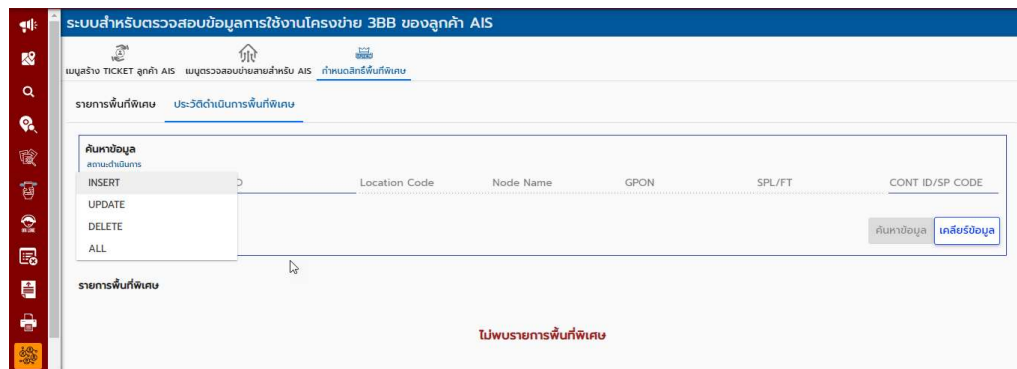 ระบบสำหรับตรวจสอบข้อมูลการใช้งานโครงข่าย 3BB ของลูกค้า AIS
เมนูสร้าง TICKET ลูกค้า AIS เมนูตรวจสอบข่ายสายสำหรับ AIS กำหนดสิทธิ์พื้นที่พิเศษ
รายการพื้นที่พิเศษ ประวัติดำเนินการพื้นที่พิเศษ
ค้นหาข้อมูล
สถานะดำเนินการ
INSERT Location Code Node Name GPON SPL/FT CONT ID/SP CODE
UPDATE
DELETE
ALL
ค้นหาข้อมูล เคลียร์ข้อมูล
รายการพื้นที่พิเศษ
ไม่พบรายการพื้นที่พิเศษ